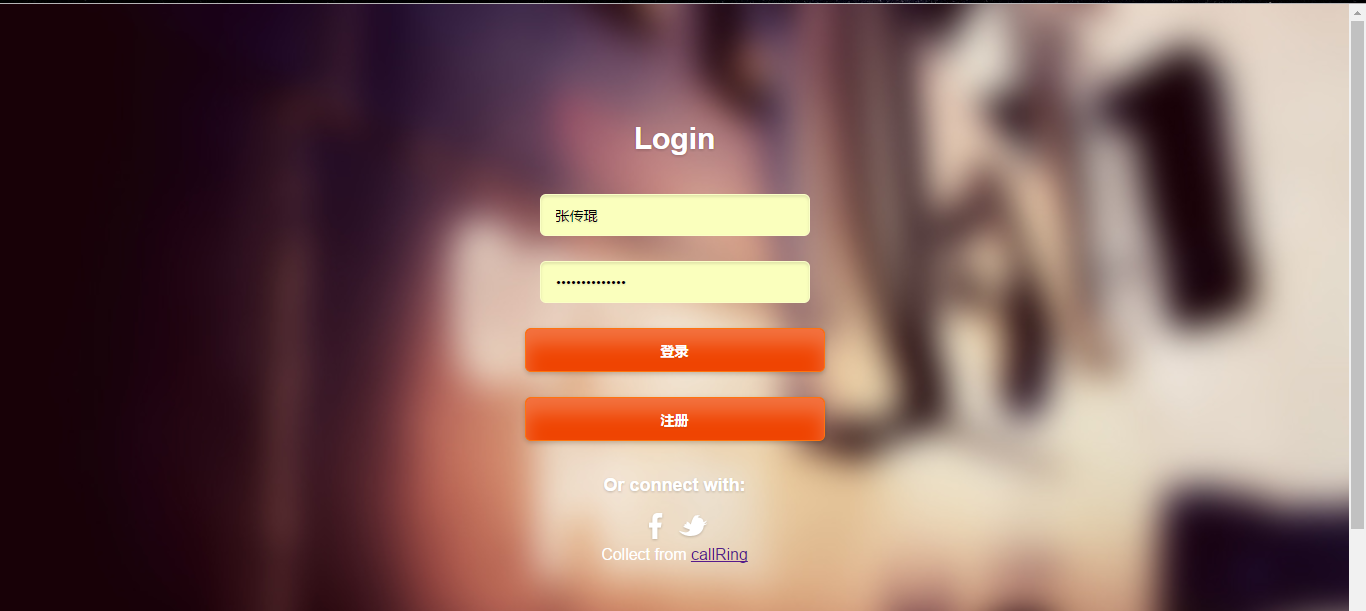 Login
张传琨
••••••••••••••
登录
注册
Or connect with:
Collect from callRing